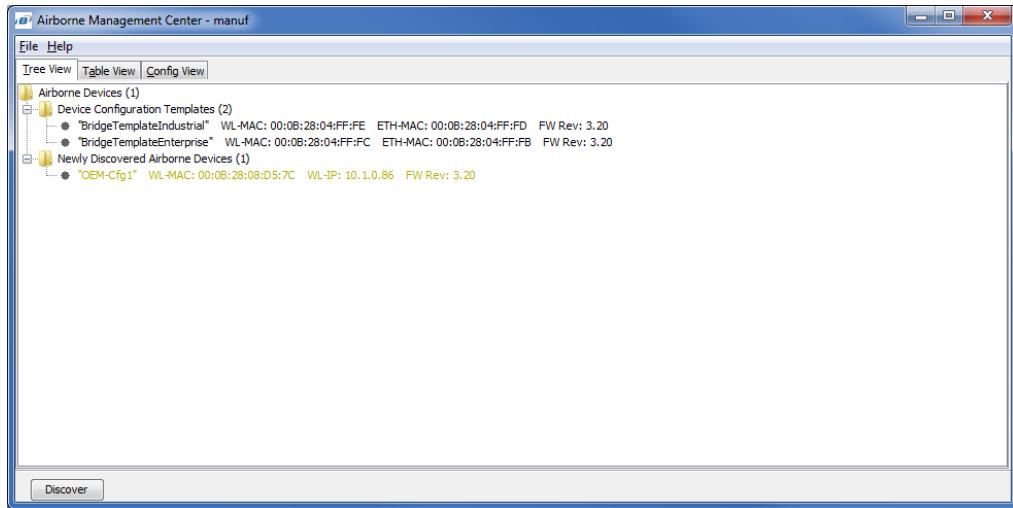 Airborne Management Center - manuf
File Help
Tree View Table View Config View
Airborne Devices (1)
Device Configuration Templates (2)
"BridgeTemplateIndustrial" WL-MAC: 00:0B:28:04:FF:FE ETH-MAC: 00:0B:28:04:FF:FD FW Rev: 3.20
"BridgeTemplateEnterprise" WL-MAC: 00:0B:28:04:FF:FC ETH-MAC: 00:0B:28:04:FF:FB FW Rev: 3.20
Newly Discovered Airborne Devices (1)
"OEM-Cfg1" WL-MAC: 00:0B:28:08:D5:7C WL-IP: 10.1.0.86 FW Rev: 3.20
Discover